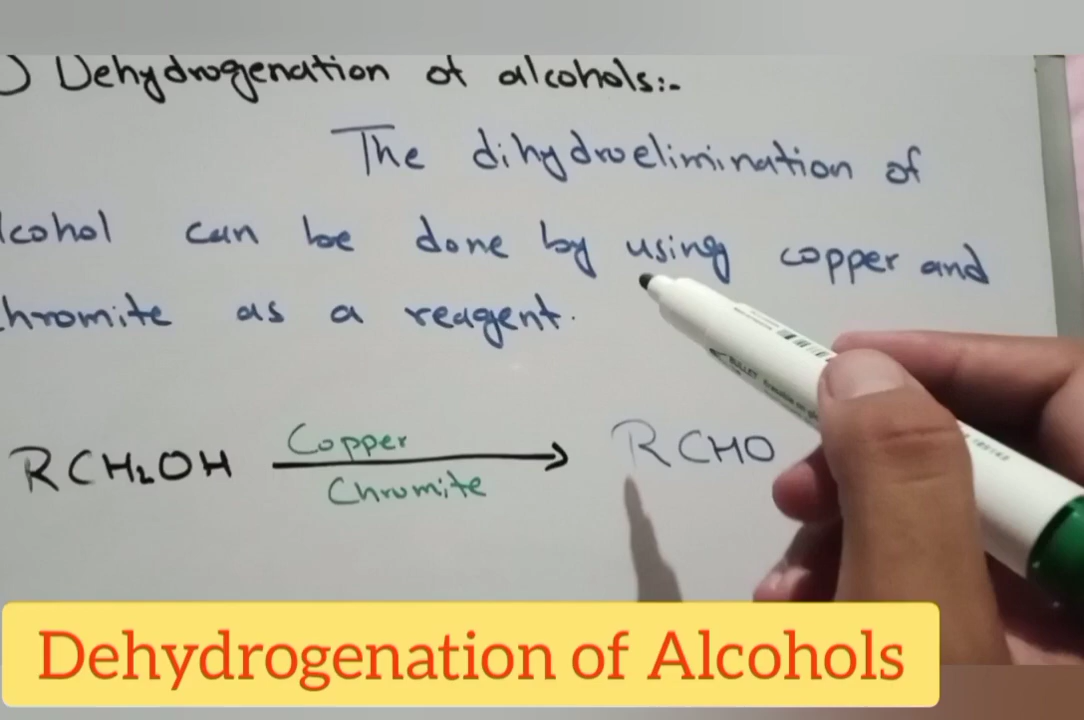 ) Dehydrogenation of alcohols:-
The dihydroelimination of
lcohol can be done by using copper and
hromite as a reagent.
RCH₂OH Copper Chromite → RCHO
Dehydrogenation of Alcohols